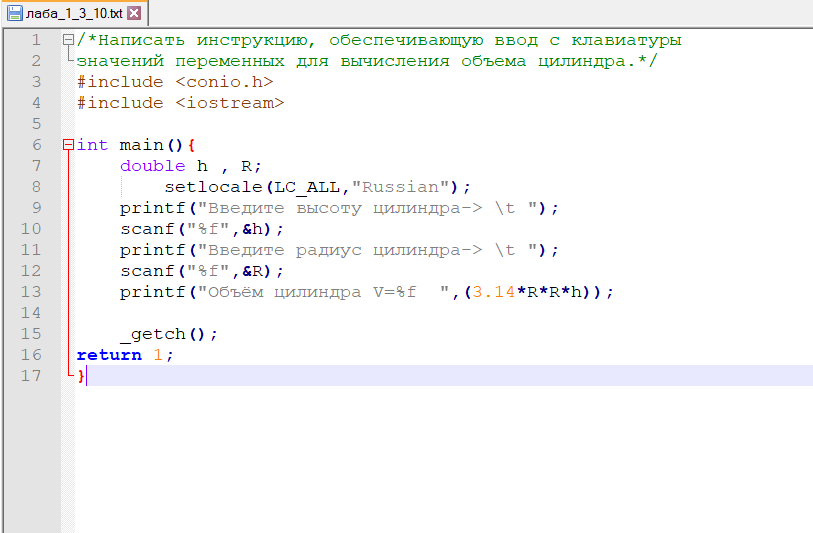 лаба_1_3_10.txt
1 /*Написать инструкцию, обеспечивающую ввод с клавиатуры
2 значений переменных для вычисления объема цилиндра.*/
3 #include <conio.h>
4 #include <iostream>
5
6 int main(){
7 double h , R;
8 setlocale(LC_ALL,"Russian");
9 printf("Введите высоту цилиндра-> \t ");
10 scanf("%f",&h);
11 printf("Введите радиус цилиндра-> \t ");
12 scanf("%f",&R);
13 printf("Объём цилиндра V=%f  ",(3.14*R*R*h));
14
15 _getch();
16 return 1;
17 }